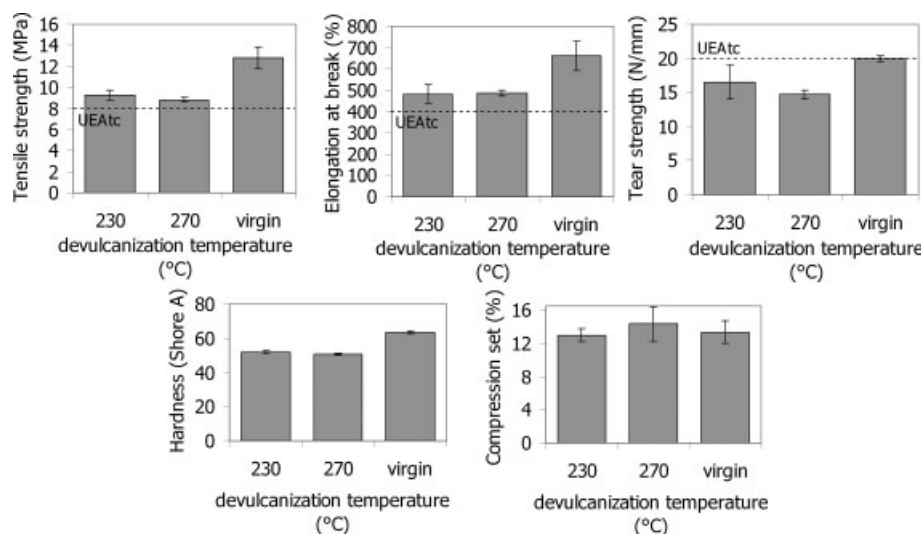 Tensile strength (MPa)
16
14
12
10
8
6
4
2
0
UEAtc
230 270 virgin
devulcanization temperature
(°C)
Elongation at break (%)
800
700
600
500
400
300
200
100
0
UEAtc
230 270 virgin
devulcanization temperature
(°C)
Tear strength (N/mm)
25
20
15
10
5
0
UEAtc
230 270 virgin
devulcanization temperature
(°C)
Hardness (Shore A)
80
60
40
20
0
230 270 virgin
devulcanization temperature
(°C)
Compression set (%)
16
12
8
4
0
230 270 virgin
devulcanization temperature
(°C)